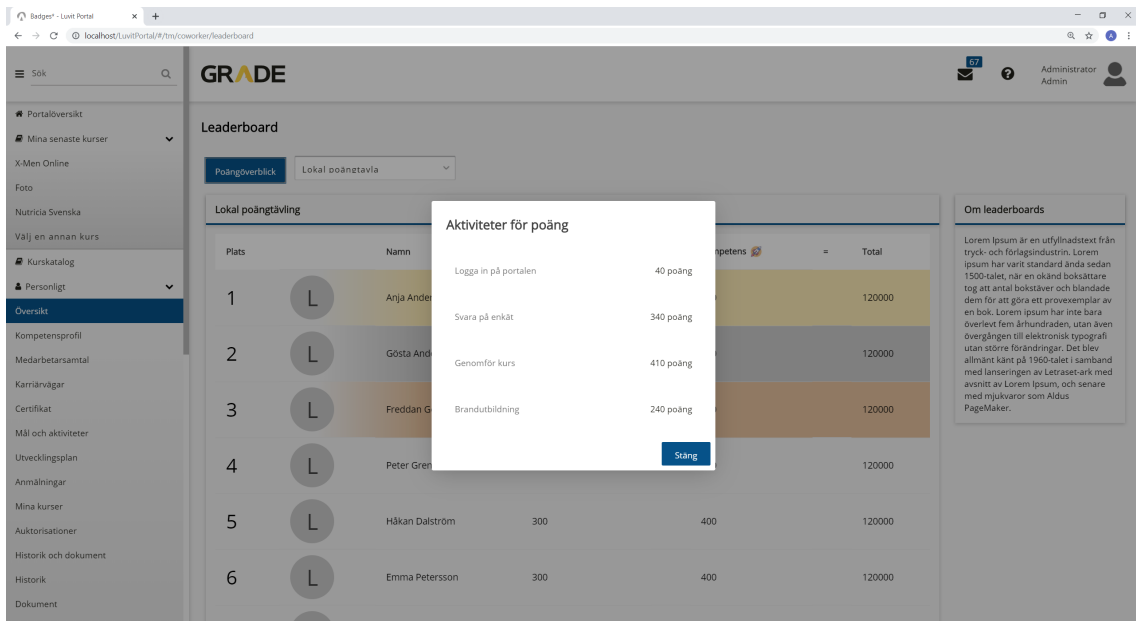 Badges* - Luvit Portal
localhost/LuvitPortal/#/tm/coworker/leaderboard
A
Sök
GRADE
67
Administrator
Admin
Portalöversikt
Mina senaste kurser
X-Men Online
Foto
Nutricia Svenska
Välj en annan kurs
Kurskatalog
Personligt
Översikt
Kompetensprofil
Medarbetarsamtal
Karriärvägar
Certifikat
Mål och aktiviteter
Utvecklingsplan
Anmälningar
Mina kurser
Auktorisationer
Historik och dokument
Historik
Dokument
Leaderboard
Poängöverblick
Lokal poängtavla
Lokal poängtävling
Plats Namn = Total
1 L Anja 120000
2 L Gösta 120000
3 L Freddan 120000
4 L Peter 120000
5 L Håkan Dalström 300 400 120000
6 L Emma Petersson 300 400 120000
Aktiviteter för poäng
Logga in på portalen 40 poäng
Svara på enkät 340 poäng
Genomför kurs 410 poäng
Brandutbildning 240 poäng
Stäng
Om leaderboards
Lorem Ipsum är en utfyllnadstext från
tryck- och förlagsindustrin. Lorem
ipsum har varit standard ända sedan
1500-talet, när en okänd boksättare
tog att antal bokstäver och blandade
dem för att göra ett provexemplar av
en bok. Lorem ipsum har inte bara
överlevt fem århundraden, utan även
övergången till elektronisk typografi
utan större förändringar. Det blev
allmänt känt på 1960-talet i samband
med lanseringen av Letraset-ark med
avsnitt av Lorem Ipsum, och senare
med mjukvaror som Aldus
PageMaker.